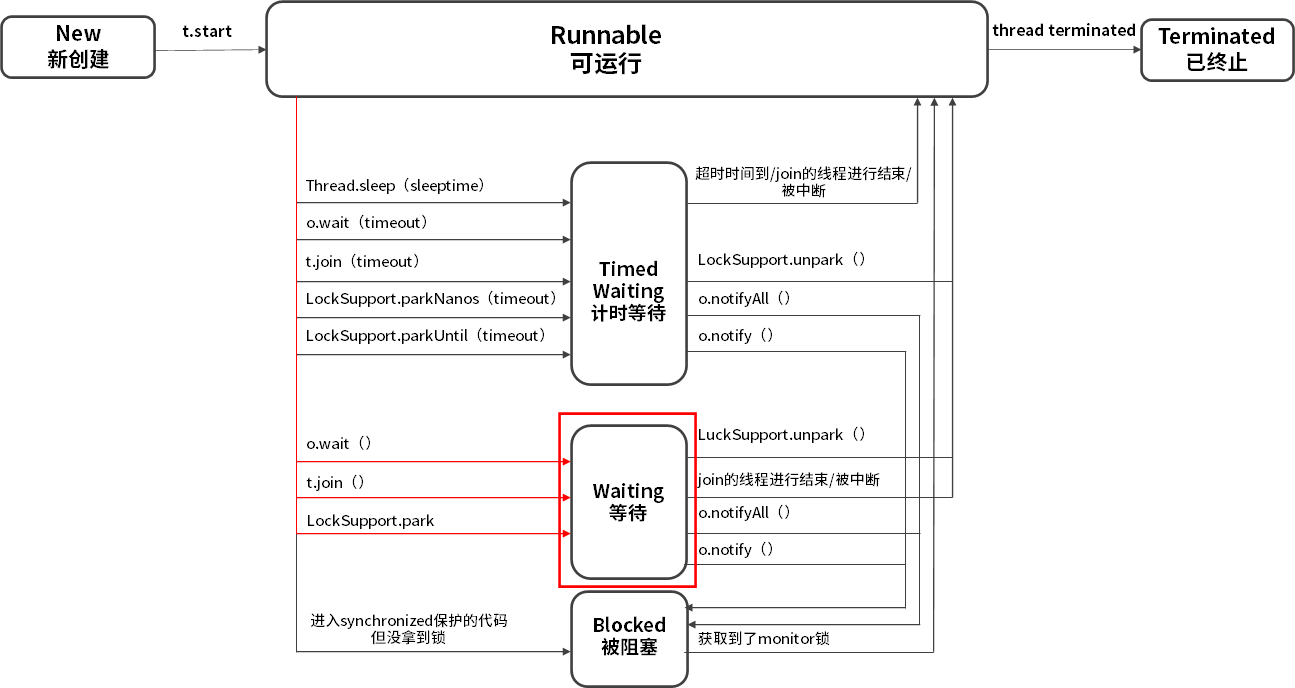 New
新创建
t.start
Runnable
可运行
thread terminated
Terminated
已终止
Thread.sleep（sleeptime）
o.wait（timeout）
t.join（timeout）
LockSupport.parkNanos（timeout）
LockSupport.parkUntil（timeout）
Timed
Waiting
计时等待
超时时间到/join的线程进行结束/
被中断
LockSupport.unpark（）
o.notifyAll（）
o.notify（）
o.wait（）
t.join（）
LockSupport.park
Waiting
等待
LuckSupport.unpark（）
join的线程进行结束/被中断
o.notifyAll（）
o.notify（）
进入synchronized保护的代码
但没拿到锁
Blocked
被阻塞
获取到了monitor锁